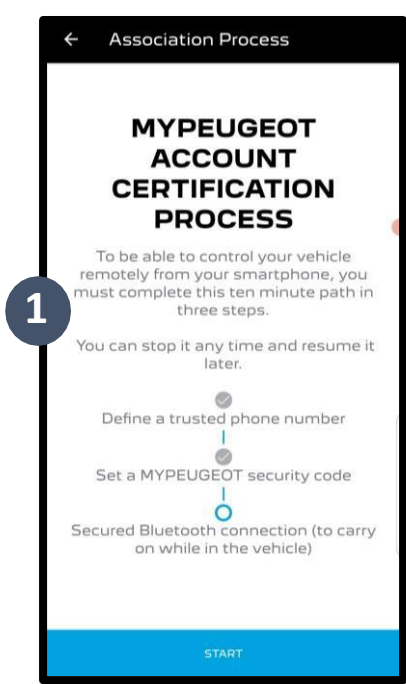 Association Process
MYPEUGEOT
ACCOUNT
CERTIFICATION
PROCESS
To be able to control your vehicle
remotely from your smartphone, you
must complete this ten minute path in
three steps.
1
You can stop it any time and resume it
later.
Define a trusted phone number
Set a MYPEUGEOT security code
Secured Bluetooth connection (to carry
on while in the vehicle)
START